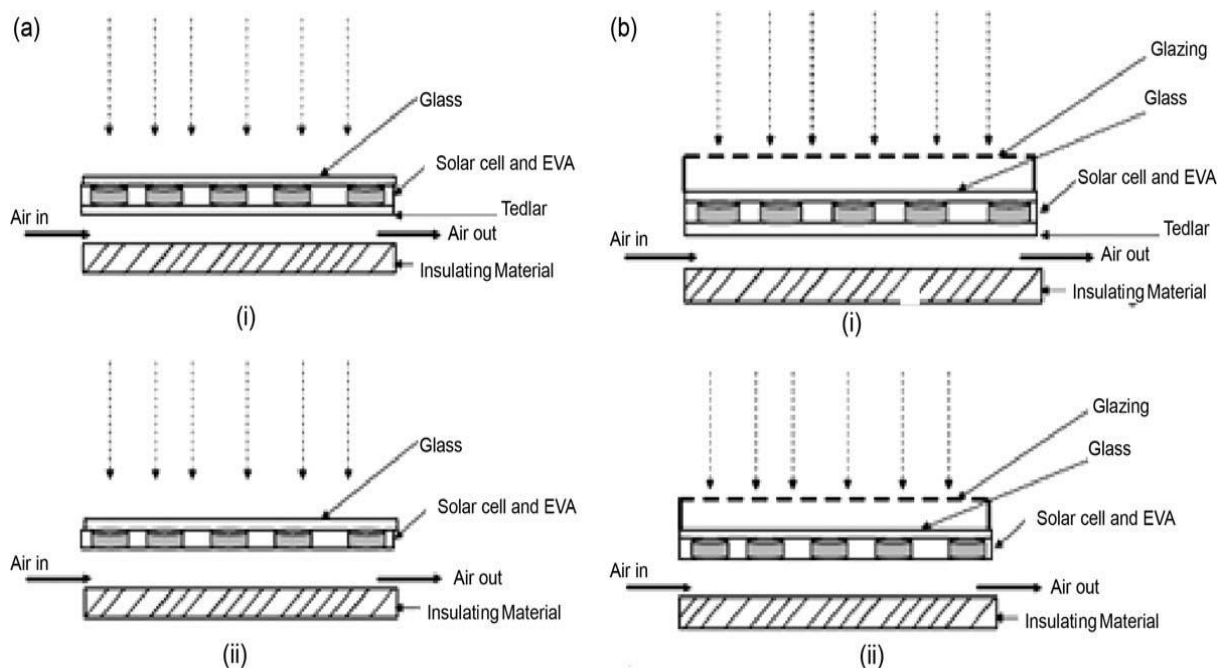 (a)
Glass
Solar cell and EVA
Tedlar
Air in
Air out
Insulating Material
(i)
Glass
Solar cell and EVA
Air in
Air out
Insulating Material
(ii)
(b)
Glazing
Glass
Solar cell and EVA
Tedlar
Air in
Air out
Insulating Material
(i)
Glazing
Glass
Solar cell and EVA
Air in
Air out
Insulating Material
(ii)